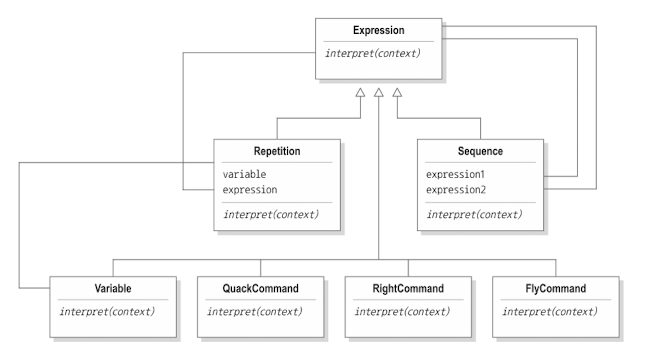 Expression
interpret(context)
Repetition
variable
expression
interpret(context)
Sequence
expression1
expression2
interpret(context)
Variable
interpret(context)
QuackCommand
interpret(context)
RightCommand
interpret(context)
FlyCommand
interpret(context)